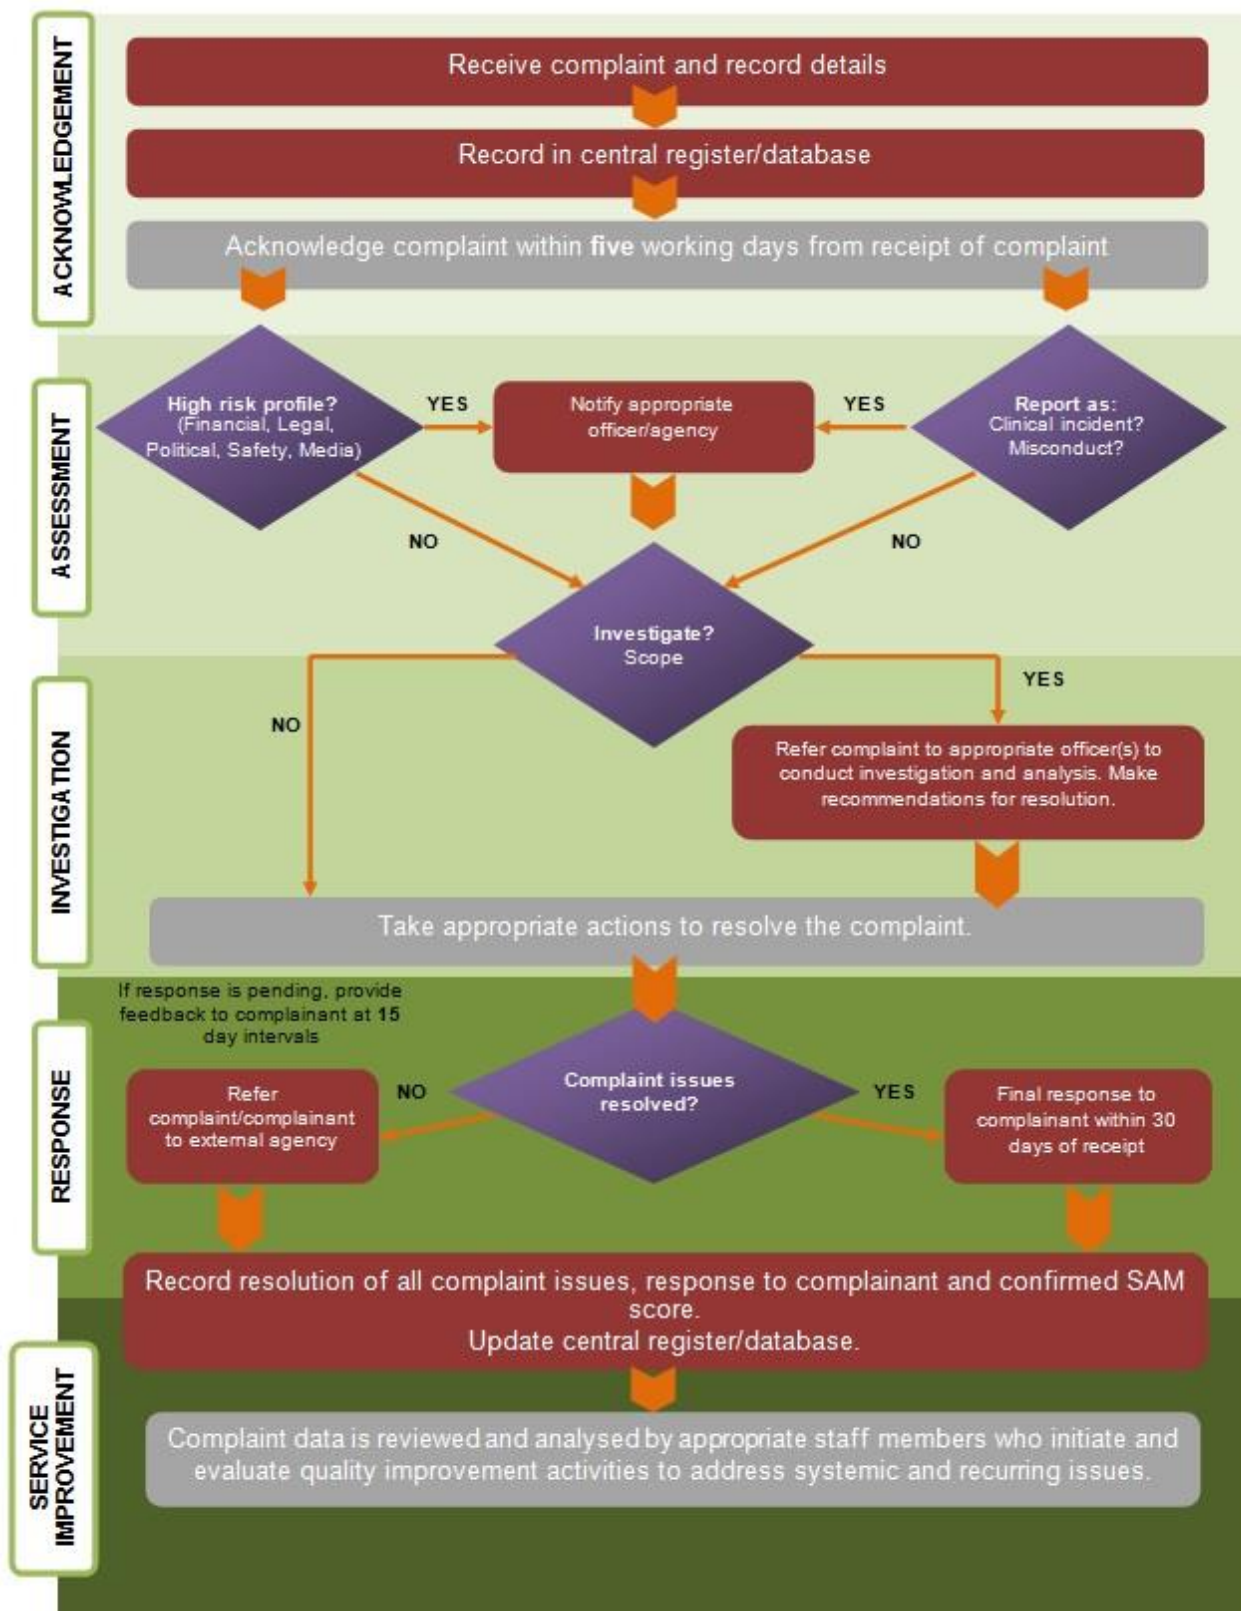 ACKNOWLEDGEMENT
Receive complaint and record details
Record in central register/database
Acknowledge complaint within five working days from receipt of complaint
ASSESSMENT
High risk profile?
(Financial, Legal,
Political, Safety, Media)
YES
Notify appropriate
officer/agency
YES
Report as:
Clinical incident?
Misconduct?
NO
NO
Investigate?
Scope
INVESTIGATION
NO
YES
Refer complaint to appropriate officer(s) to
conduct investigation and analysis. Make
recommendations for resolution.
Take appropriate actions to resolve the complaint.
RESPONSE
If response is pending, provide
feedback to complainant at 15
day intervals
Complaint issues
resolved?
NO
YES
Refer
complaint/complainant
to external agency
Final response to
complainant within 30
days of receipt
Record resolution of all complaint issues, response to complainant and confirmed SAM
score.
Update central register/database.
SERVICE
IMPROVEMENT
Complaint data is reviewed and analysed by appropriate staff members who initiate and
evaluate quality improvement activities to address systemic and recurring issues.